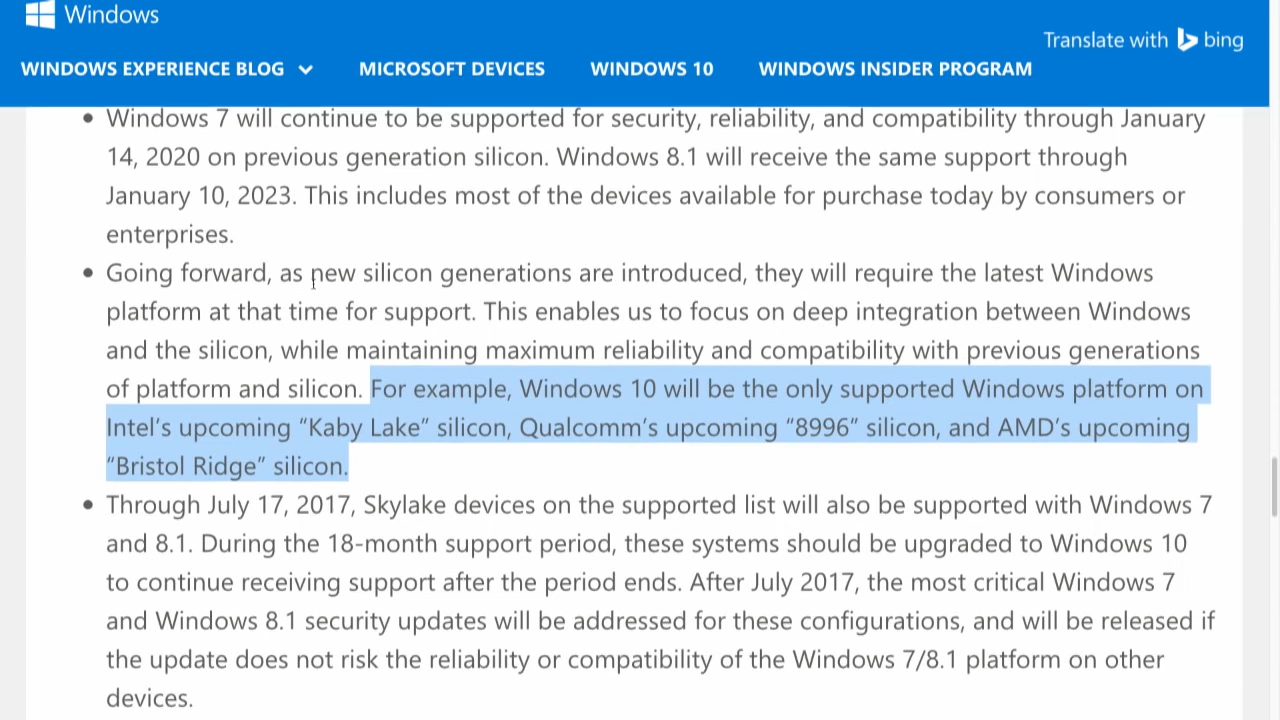 Windows
Translate with bing
WINDOWS EXPERIENCE BLOG MICROSOFT DEVICES WINDOWS 10 WINDOWS INSIDER PROGRAM
• Windows 7 will continue to be supported for security, reliability, and compatibility through January
14, 2020 on previous generation silicon. Windows 8.1 will receive the same support through
January 10, 2023. This includes most of the devices available for purchase today by consumers or
enterprises.
• Going forward, as new silicon generations are introduced, they will require the latest Windows
platform at that time for support. This enables us to focus on deep integration between Windows
and the silicon, while maintaining maximum reliability and compatibility with previous generations
of platform and silicon. For example, Windows 10 will be the only supported Windows platform on
Intel’s upcoming “Kaby Lake” silicon, Qualcomm’s upcoming “8996” silicon, and AMD’s upcoming
“Bristol Ridge” silicon.
• Through July 17, 2017, Skylake devices on the supported list will also be supported with Windows 7
and 8.1. During the 18-month support period, these systems should be upgraded to Windows 10
to continue receiving support after the period ends. After July 2017, the most critical Windows 7
and Windows 8.1 security updates will be addressed for these configurations, and will be released if
the update does not risk the reliability or compatibility of the Windows 7/8.1 platform on other
devices.